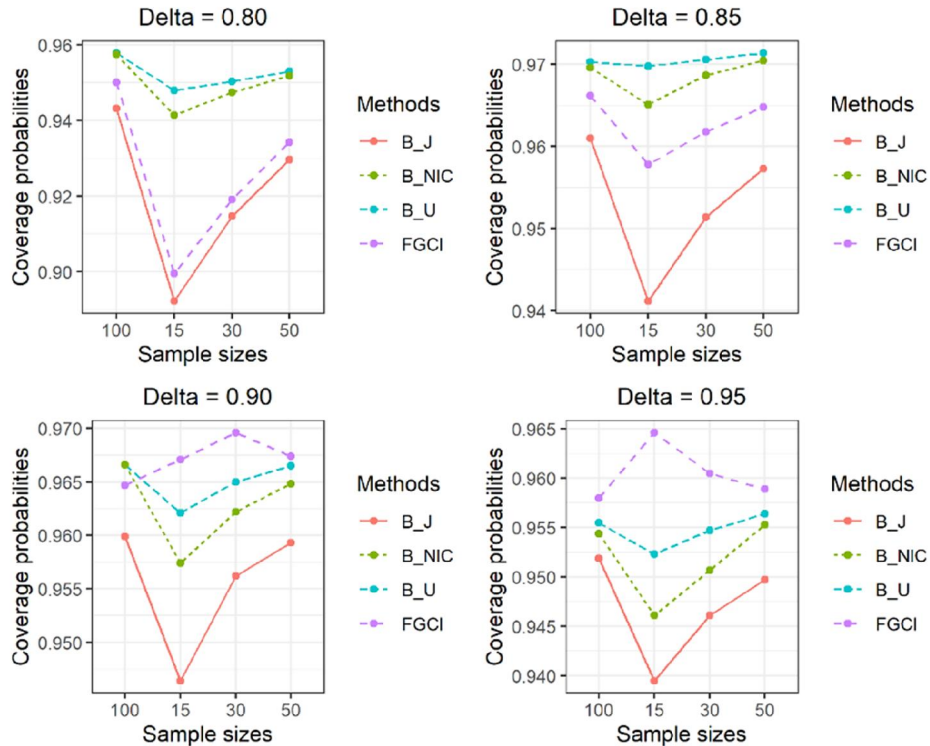 Delta = 0.80
Coverage probabilities
0.96
0.94
0.92
0.90
100 15 30 50
Sample sizes
Methods
B_J
B_NIC
B_U
FGCI
Delta = 0.85
Coverage probabilities
0.97
0.96
0.95
0.94
100 15 30 50
Sample sizes
Methods
B_J
B_NIC
B_U
FGCI
Delta = 0.90
Coverage probabilities
0.970
0.965
0.960
0.955
0.950
100 15 30 50
Sample sizes
Methods
B_J
B_NIC
B_U
FGCI
Delta = 0.95
Coverage probabilities
0.965
0.960
0.955
0.950
0.945
0.940
100 15 30 50
Sample sizes
Methods
B_J
B_NIC
B_U
FGCI